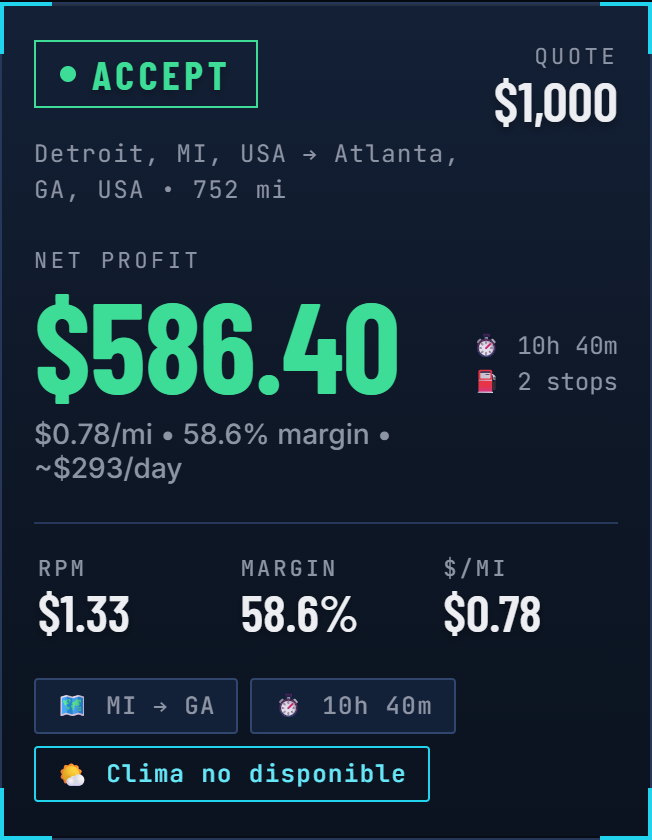 ACCEPT
QUOTE
$1,000
Detroit, MI, USA → Atlanta,
GA, USA • 752 mi
NET PROFIT
$586.40
10h 40m
2 stops
$0.78/mi • 58.6% margin •
~$293/day
RPM
MARGIN
$/MI
$1.33
58.6%
$0.78
MI → GA
10h 40m
Clima no disponible